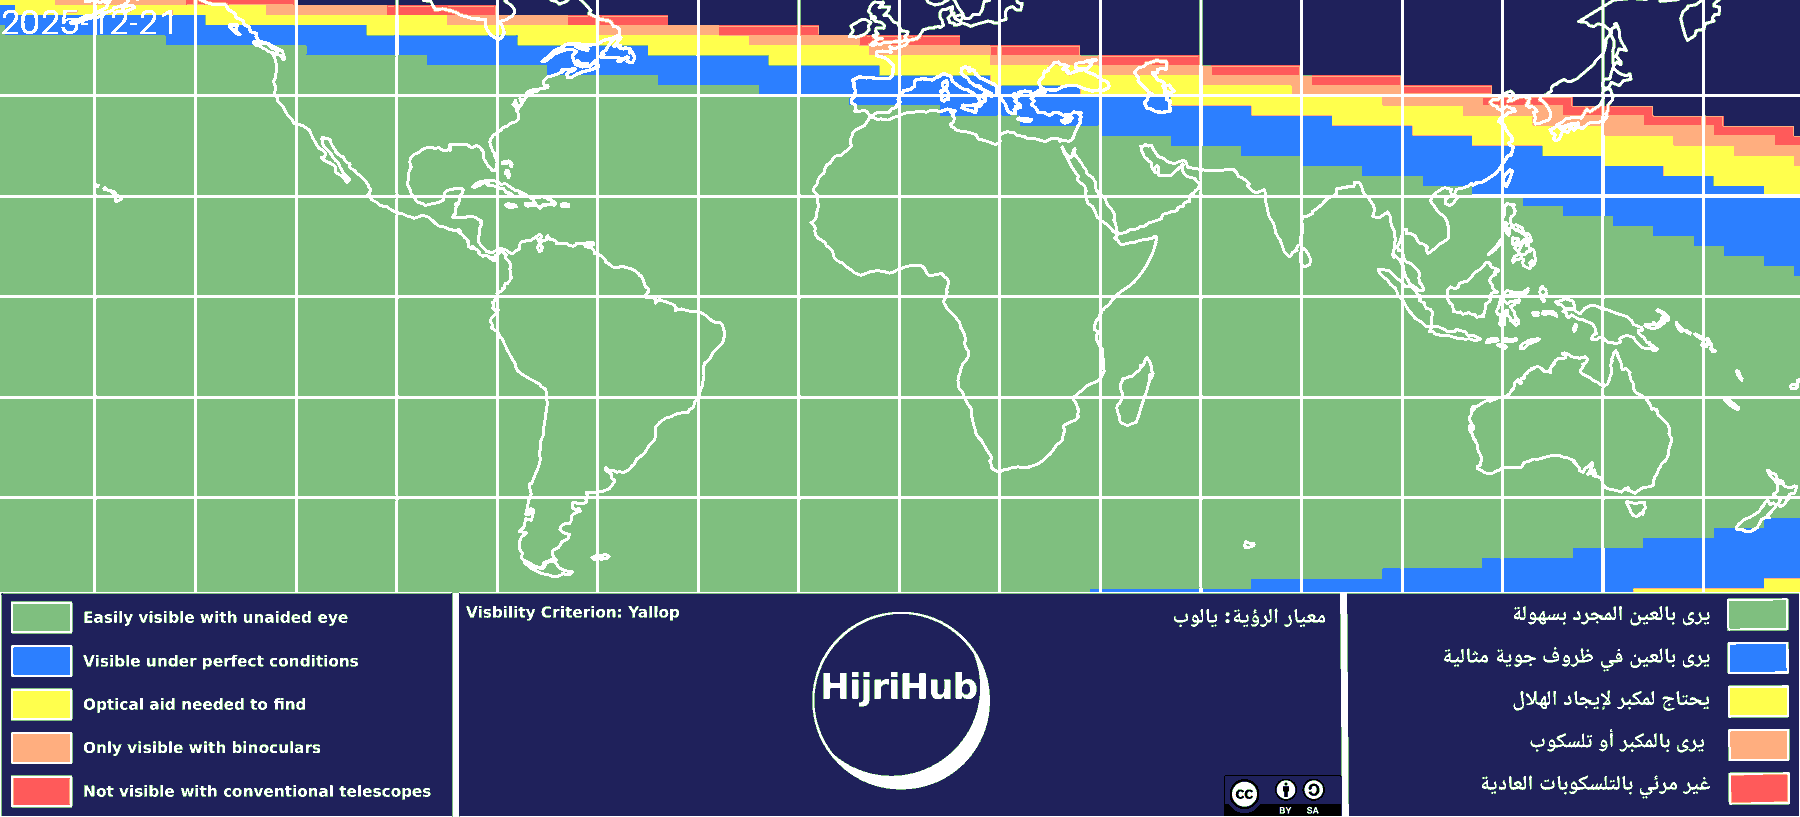 2025-12-21
Easily visible with unaided eye
Visible under perfect conditions
Optical aid needed to find
Only visible with binoculars
Not visible with conventional telescopes
Visbility Criterion: Yallop
معيار الرؤية: يالوب
HijriHub
cc
BY SA
يرى بالعين المجرد بسهولة
يرى بالعين في ظروف جوية مثالية
يحتاج لمكبر لإيجاد الهلال
يرى بالمكبر أو تلسكوب
غير مرئي بالتلسكوبات العادية